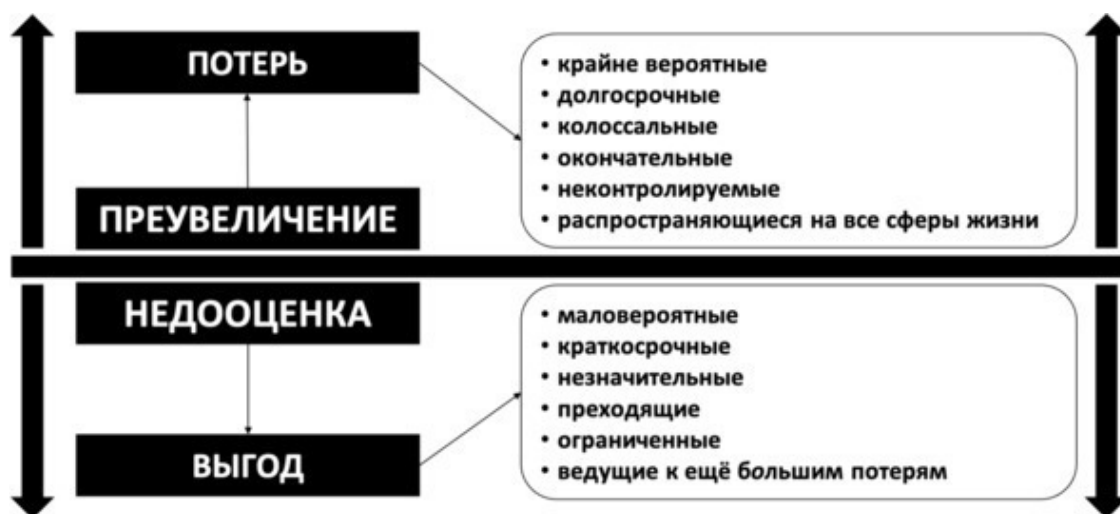 ПОТЕРЬ
• крайне вероятные
• долгосрочные
• колоссальные
• окончательные
• неконтролируемые
• распространяющиеся на все сферы жизни
ПРЕУВЕЛИЧЕНИЕ
НЕДООЦЕНКА
• маловероятные
• краткосрочные
• незначительные
• преходящие
• ограниченные
• ведущие к ещё большим потерям
ВЫГОД